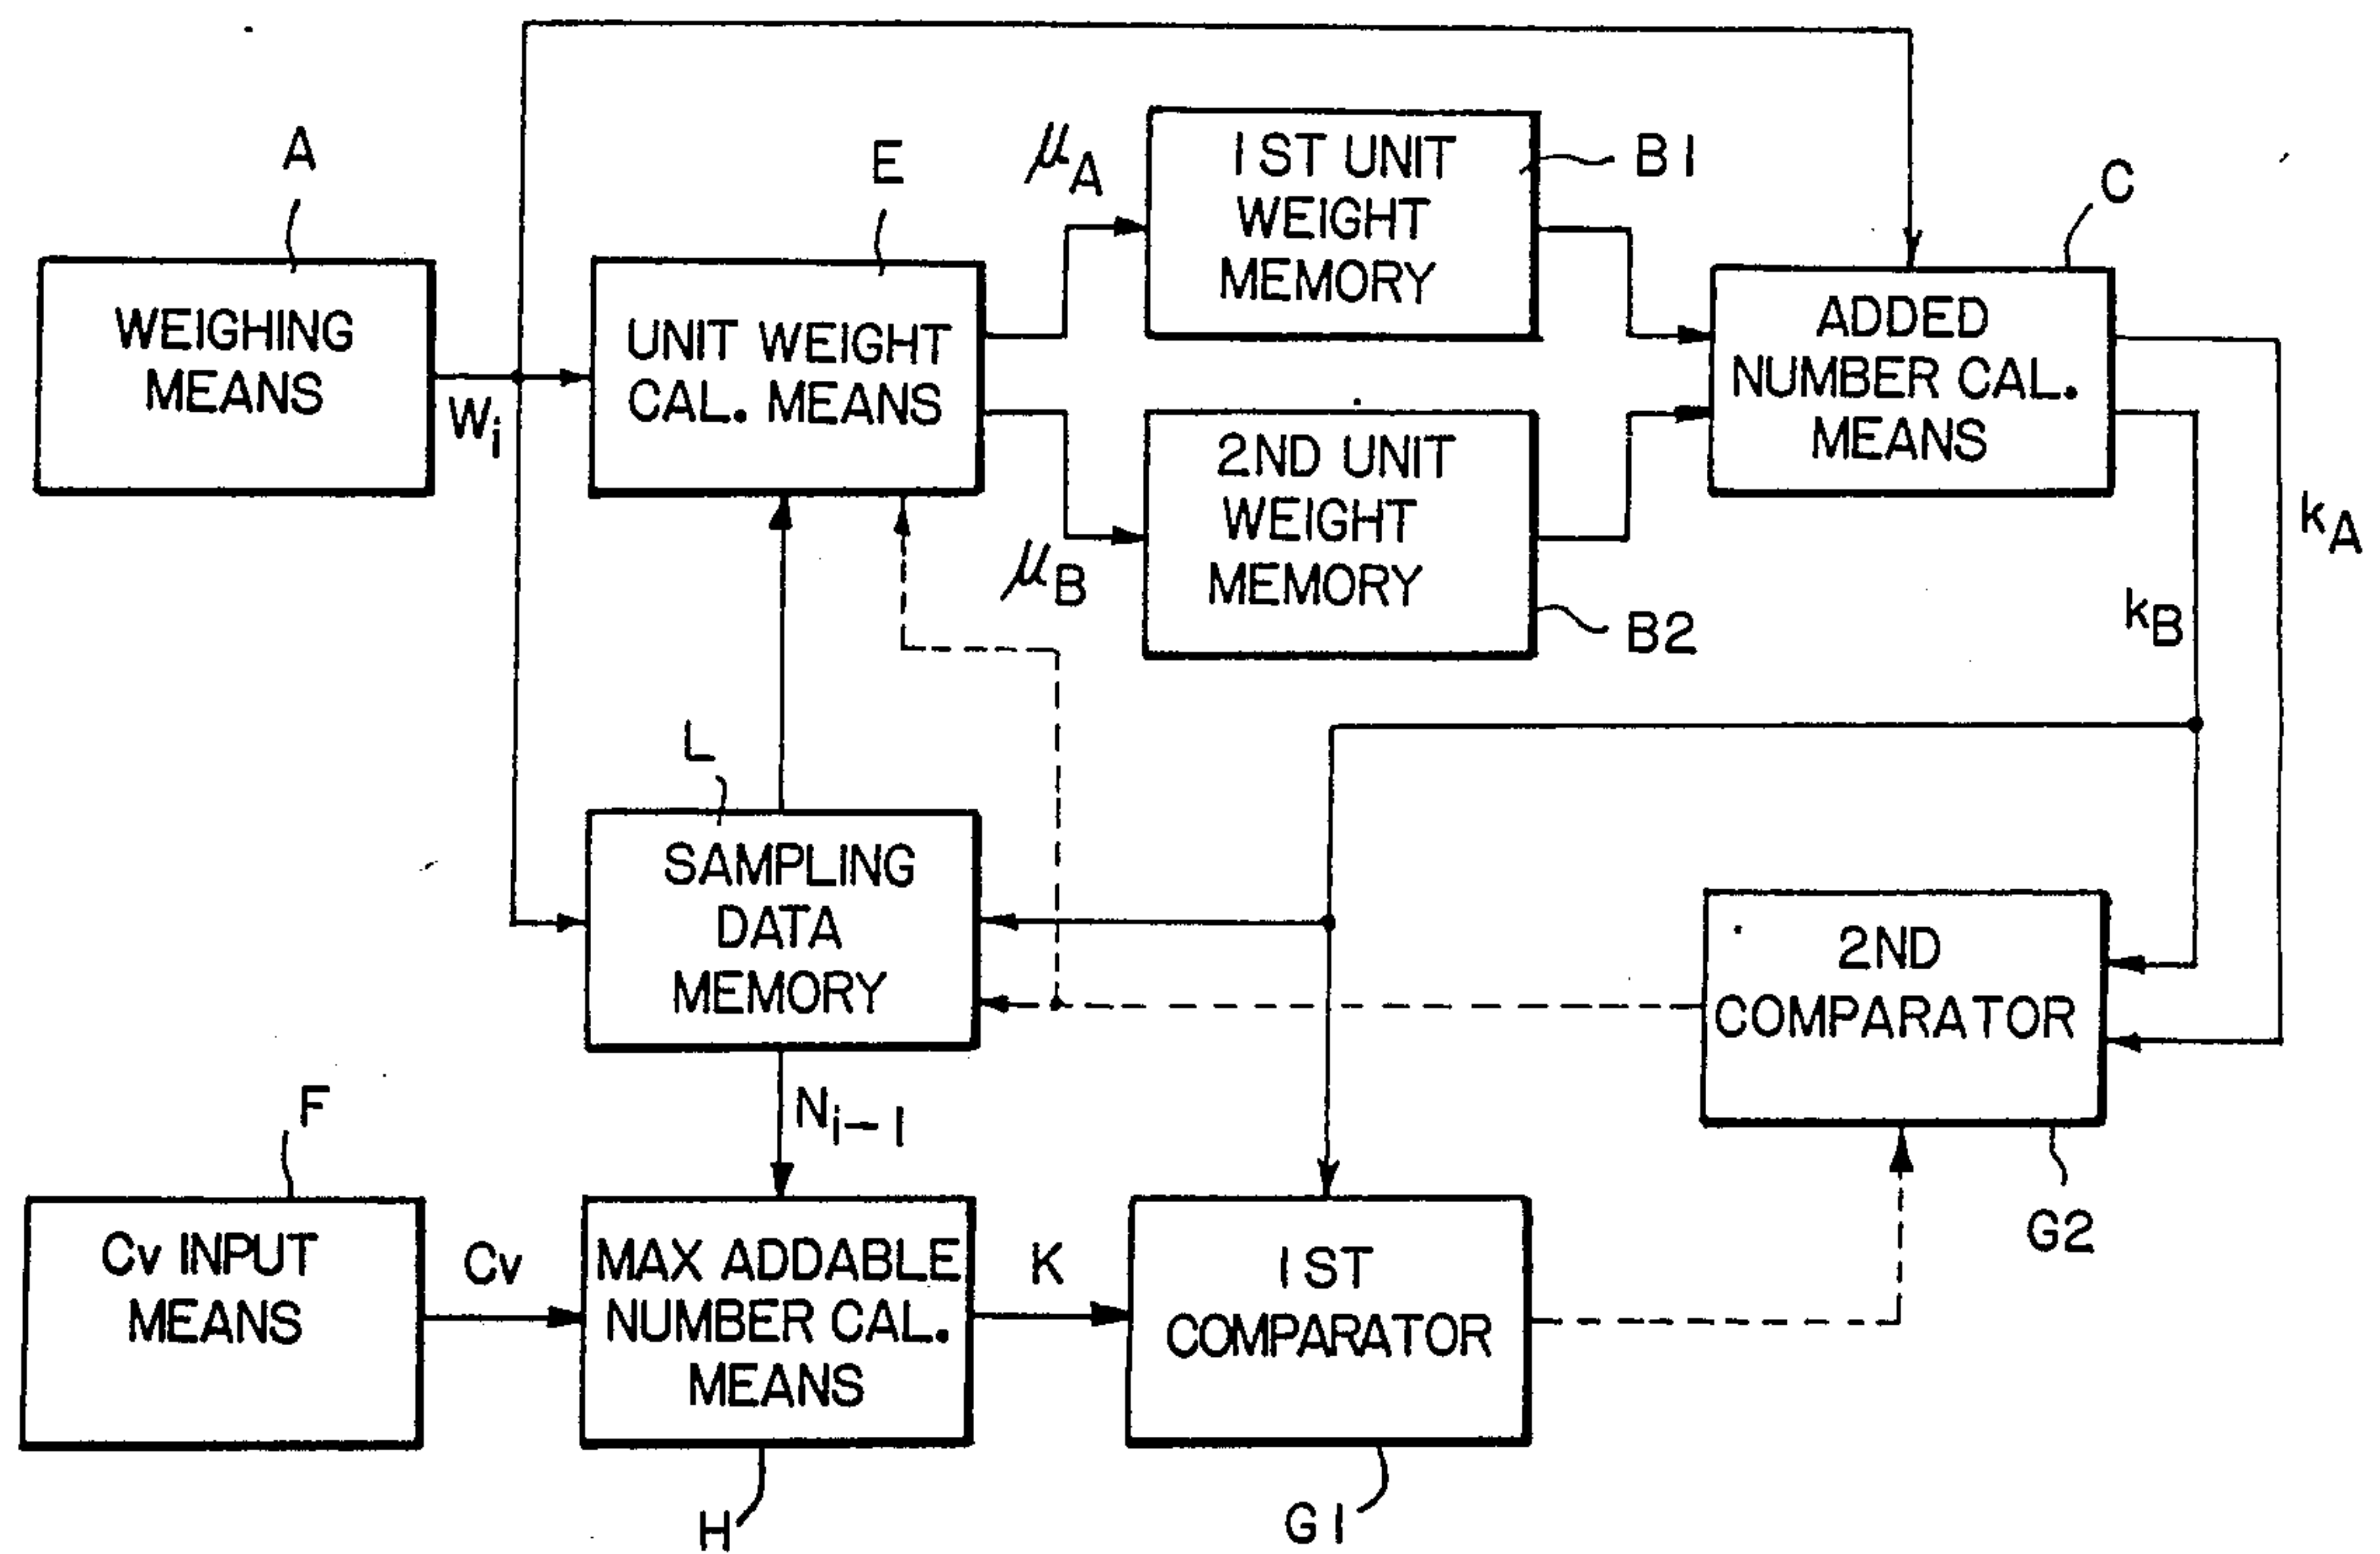 A
WEIGHING
MEANS
Wi
E
UNIT WEIGHT
CAL. MEANS
μA
1ST UNIT
WEIGHT
MEMORY
B1
μB
2ND UNIT
WEIGHT
MEMORY
B2
C
ADDED
NUMBER CAL.
MEANS
kA
kB
L
SAMPLING
DATA
MEMORY
2ND
COMPARATOR
G2
Ni-1
F
Cv INPUT
MEANS
Cv
MAX ADDABLE
NUMBER CAL.
MEANS
H
K
1ST
COMPARATOR
G1